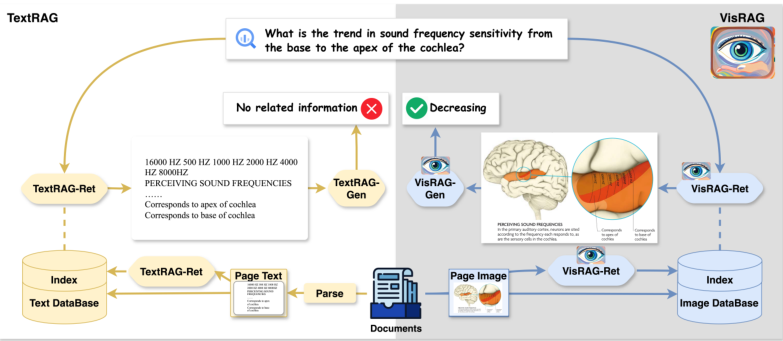 TextRAG
VisRAG
What is the trend in sound frequency sensitivity from
the base to the apex of the cochlea?
No related information
Decreasing
16000 HZ 500 HZ 1000 HZ 2000 HZ 4000
HZ 8000HZ
PERCEIVING SOUND FREQUENCIES
……
Corresponds to apex of cochlea
Corresponds to base of cochlea
TextRAG-Ret
TextRAG-
Gen
VisRAG-
Gen
VisRAG-Ret
PERCEIVING SOUND FREQUENCIES
In the primary auditory cortex, neurons are
according to the frequency each responds to, as
are the sensory cells in the cochlea.
Corresponds
to apex of
cochlea
Corresponds
to base of
cochlea
Index
Text DataBase
TextRAG-Ret
Page Text
Parse
Documents
Page Image
VisRAG-Ret
Index
Image DataBase